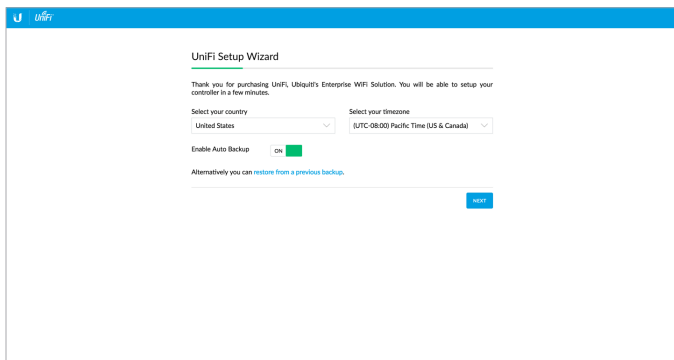 U UniFi
UniFi Setup Wizard
Thank you for purchasing UniFi, Ubiquiti's Enterprise WiFi Solution. You will be able to setup your
controller in a few minutes.
Select your country
Select your timezone
United States
(UTC-08:00) Pacific Time (US & Canada)
Enable Auto Backup
ON
Alternatively you can restore from a previous backup.
NEXT